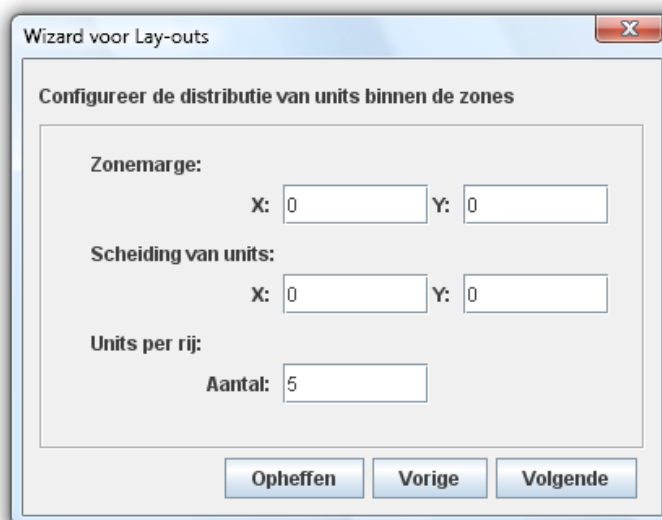 Wizard voor Lay-outs
Configureer de distributie van units binnen de zones
Zonemarge:
X: 0 Y: 0
Scheiding van units:
X: 0 Y: 0
Units per rij:
Aantal: 5
Opheffen Vorige Volgende